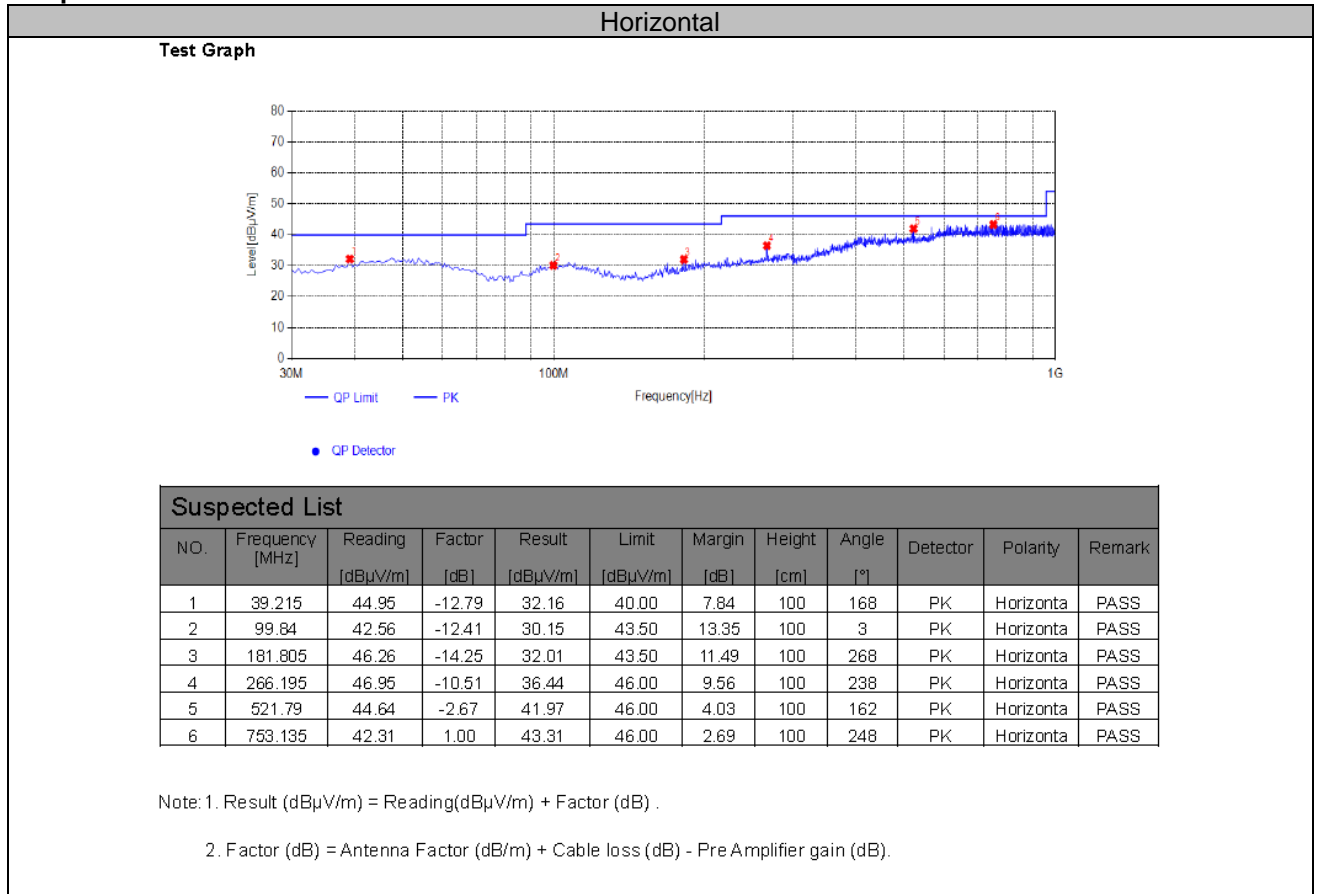 Horizontal
Test Graph
80
70
60
50
40
30
20
10
0
Level[dBμV/m]
1
2
3
4
5
6
30M
100M
1G
Frequency[Hz]
QP Limit
PK
QP Detector
Suspected List
NO. Frequency [MHz] Reading [dBμV/m] Factor [dB] Result [dBμV/m] Limit [dBμV/m] Margin [dB] Height [cm] Angle [°] Detector Polarity Remark
1 39.215 44.95 -12.79 32.16 40.00 7.84 100 168 PK Horizonta PASS
2 99.84 42.56 -12.41 30.15 43.50 13.35 100 3 PK Horizonta PASS
3 181.805 46.26 -14.25 32.01 43.50 11.49 100 268 PK Horizonta PASS
4 266.195 46.95 -10.51 36.44 46.00 9.56 100 238 PK Horizonta PASS
5 521.79 44.64 -2.67 41.97 46.00 4.03 100 162 PK Horizonta PASS
6 753.135 42.31 1.00 43.31 46.00 2.69 100 248 PK Horizonta PASS
Note: 1. Result (dBμV/m) = Reading(dBμV/m) + Factor (dB) .
2. Factor (dB) = Antenna Factor (dB/m) + Cable loss (dB) - Pre Amplifier gain (dB).